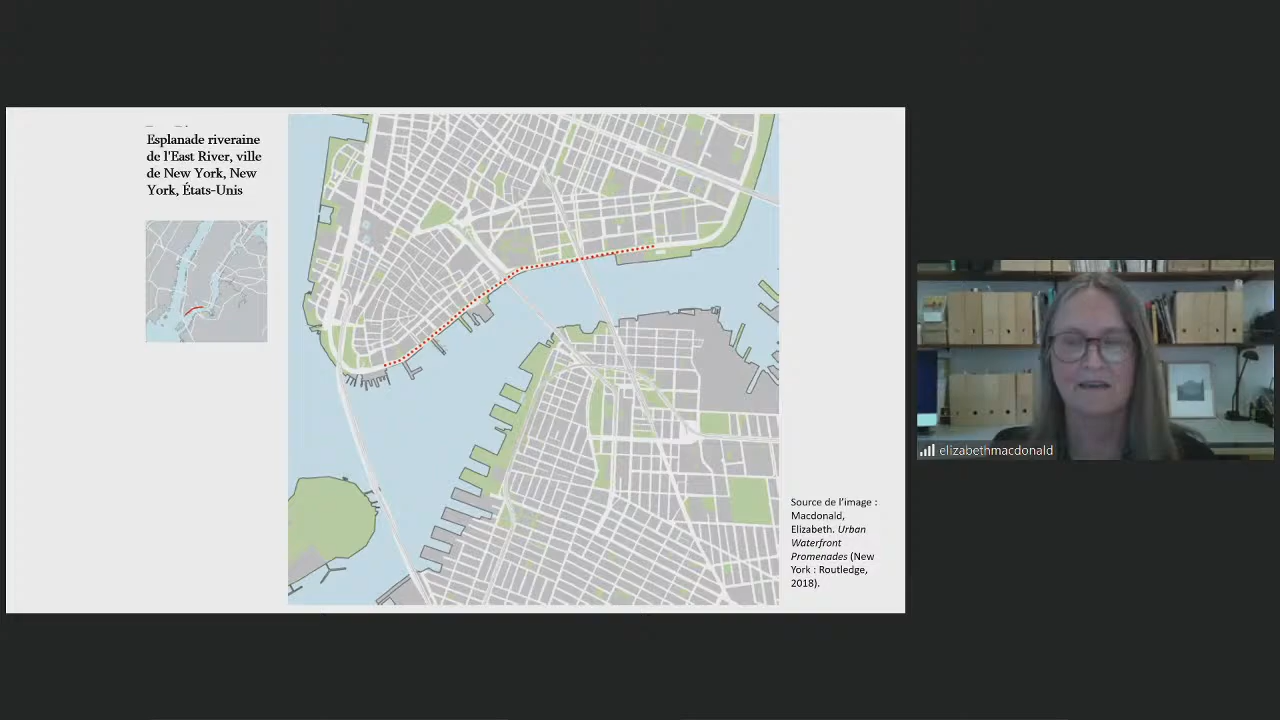 Esplanade riveraine
de l'East River, ville
de New York, New
York, États-Unis
Source de l'image :
Macdonald,
Elizabeth. Urban
Waterfront
Promenades (New
York : Routledge,
2018).
elizabethmacdonald